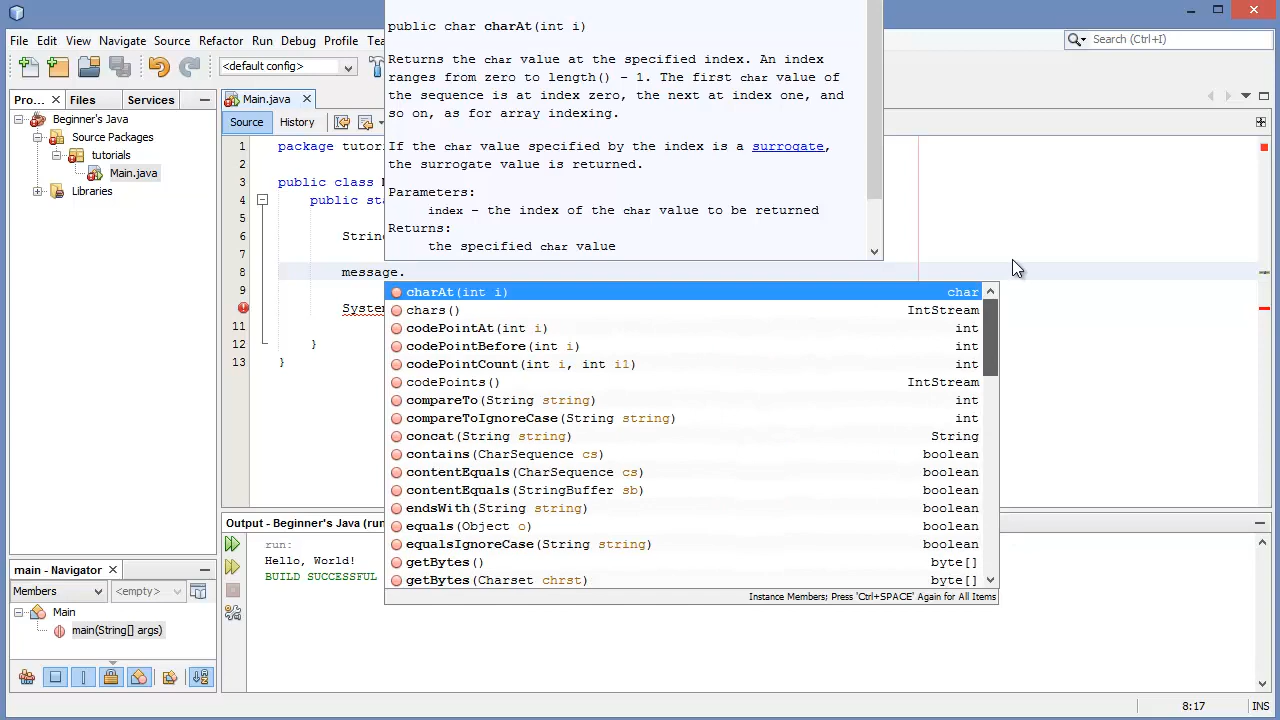 public char charAt(int i)
File Edit View Navigate Source Refactor Run Debug Profile Tea
Search (Ctrl+I)
<default config>
Returns the char value at the specified index. An index
ranges from zero to length() - 1. The first char value of
the sequence is at index zero, the next at index one, and
so on, as for array indexing.
If the char value specified by the index is a surrogate,
the surrogate value is returned.
Parameters:
index - the index of the char value to be returned
Returns:
the specified char value
Pro... Files Services
Beginner's Java
Source Packages
tutorials
Main.java
Libraries
Main.java
Source History
1 package tutor
2
3 public class M
4 public sta
5
6 String
7
8 message.
9
System
11
12 }
13 }
charAt(int i) char
chars() IntStream
codePointAt(int i) int
codePointBefore(int i) int
codePointCount(int i, int i1) int
codePoints() IntStream
compareTo(String string) int
compareToIgnoreCase(String string) int
concat(String string) String
contains(CharSequence cs) boolean
contentEquals(CharSequence cs) boolean
contentEquals(StringBuffer sb) boolean
endsWith(String string) boolean
equals(Object o) boolean
equalsIgnoreCase(String string) boolean
getBytes() byte[]
getBytes(Charset chrst) byte[]
Instance Members; Press 'Ctrl+SPACE' Again for All Items
Output - Beginner's Java (run
run:
Hello, World!
BUILD SUCCESSFUL
main - Navigator
Members <empty>
Main
main(String[] args)
8:17 INS